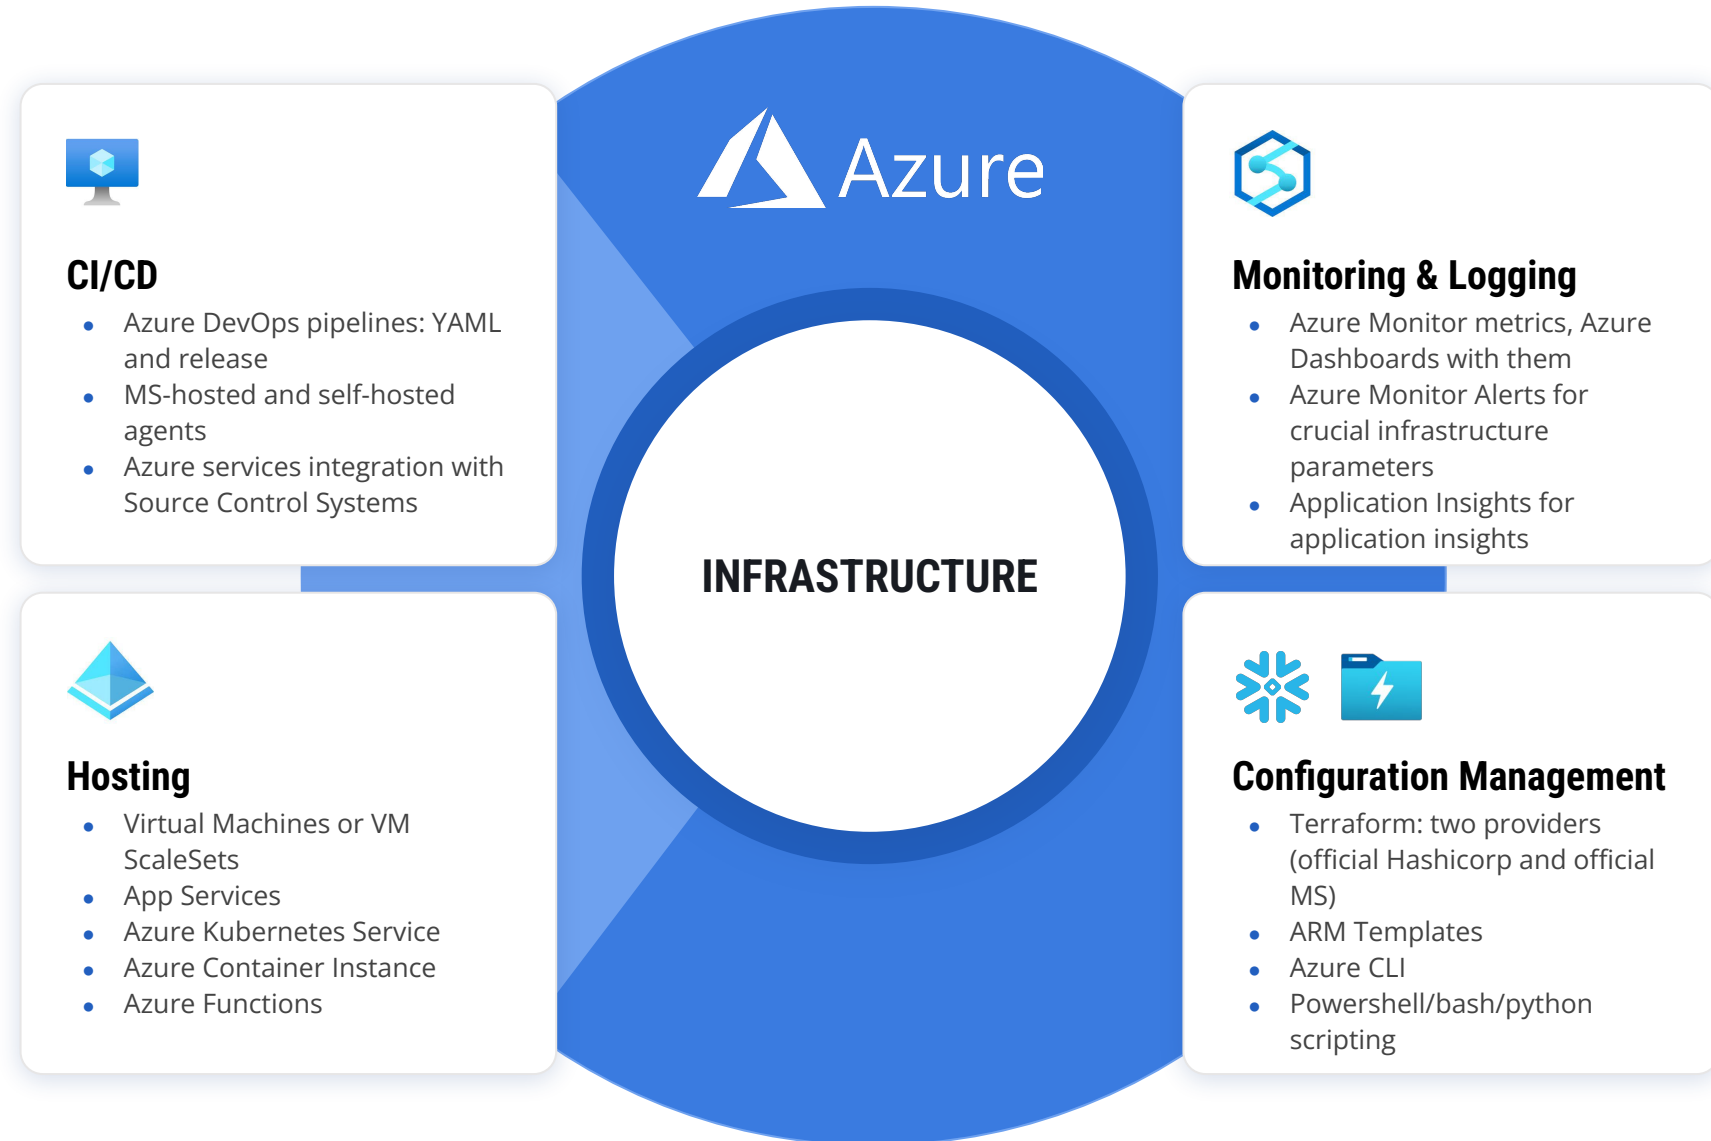 Azure
CI/CD
Azure DevOps pipelines: YAML
and release
MS-hosted and self-hosted
agents
Azure services integration with
Source Control Systems
Monitoring & Logging
Azure Monitor metrics, Azure
Dashboards with them
Azure Monitor Alerts for
crucial infrastructure
parameters
Application Insights for
application insights
INFRASTRUCTURE
Hosting
Virtual Machines or VM
ScaleSets
App Services
Azure Kubernetes Service
Azure Container Instance
Azure Functions
Configuration Management
Terraform: two providers
(official Hashicorp and official
MS)
ARM Templates
Azure CLI
Powershell/bash/python
scripting